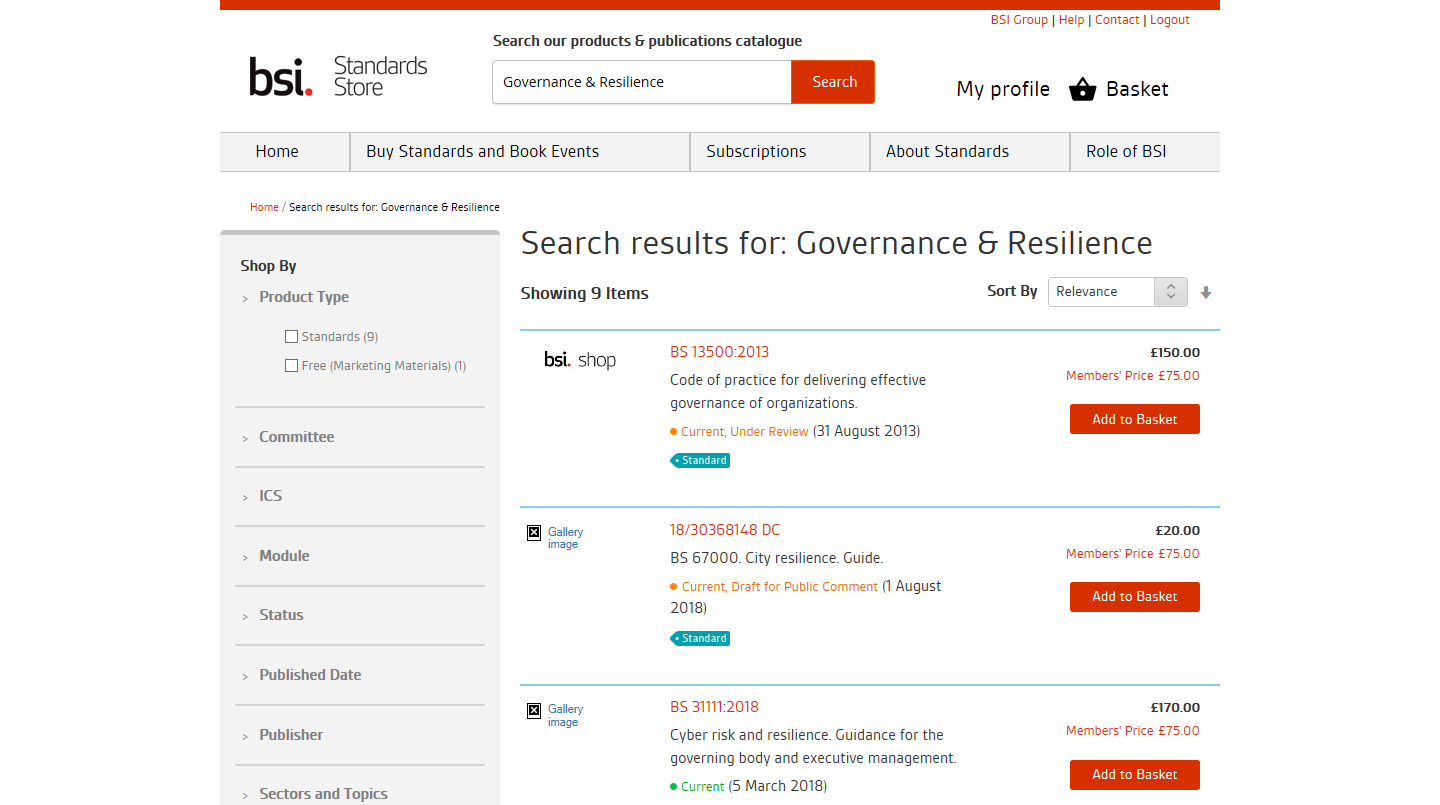 BSI Group | Help | Contact | Logout
Search our products & publications catalogue
bsi. Standards Store
Governance & Resilience
Search
My profile
Basket
Home
Buy Standards and Book Events
Subscriptions
About Standards
Role of BSI
Home / Search results for: Governance & Resilience
Shop By
> Product Type
Standards (9)
Free (Marketing Materials) (1)
> Committee
> ICS
> Module
> Status
> Published Date
> Publisher
> Sectors and Topics
Search results for: Governance & Resilience
Showing 9 Items
Sort By
Relevance
bsi. shop
BS 13500:2013
Code of practice for delivering effective
governance of organizations.
Current, Under Review (31 August 2013)
Standard
£150.00
Members' Price £75.00
Add to Basket
Gallery
image
18/30368148 DC
BS 67000. City resilience. Guide.
Current, Draft for Public Comment (1 August
2018)
Standard
£20.00
Members' Price £75.00
Add to Basket
Gallery
image
BS 31111:2018
Cyber risk and resilience. Guidance for the
governing body and executive management.
Current (5 March 2018)
£170.00
Members' Price £75.00
Add to Basket